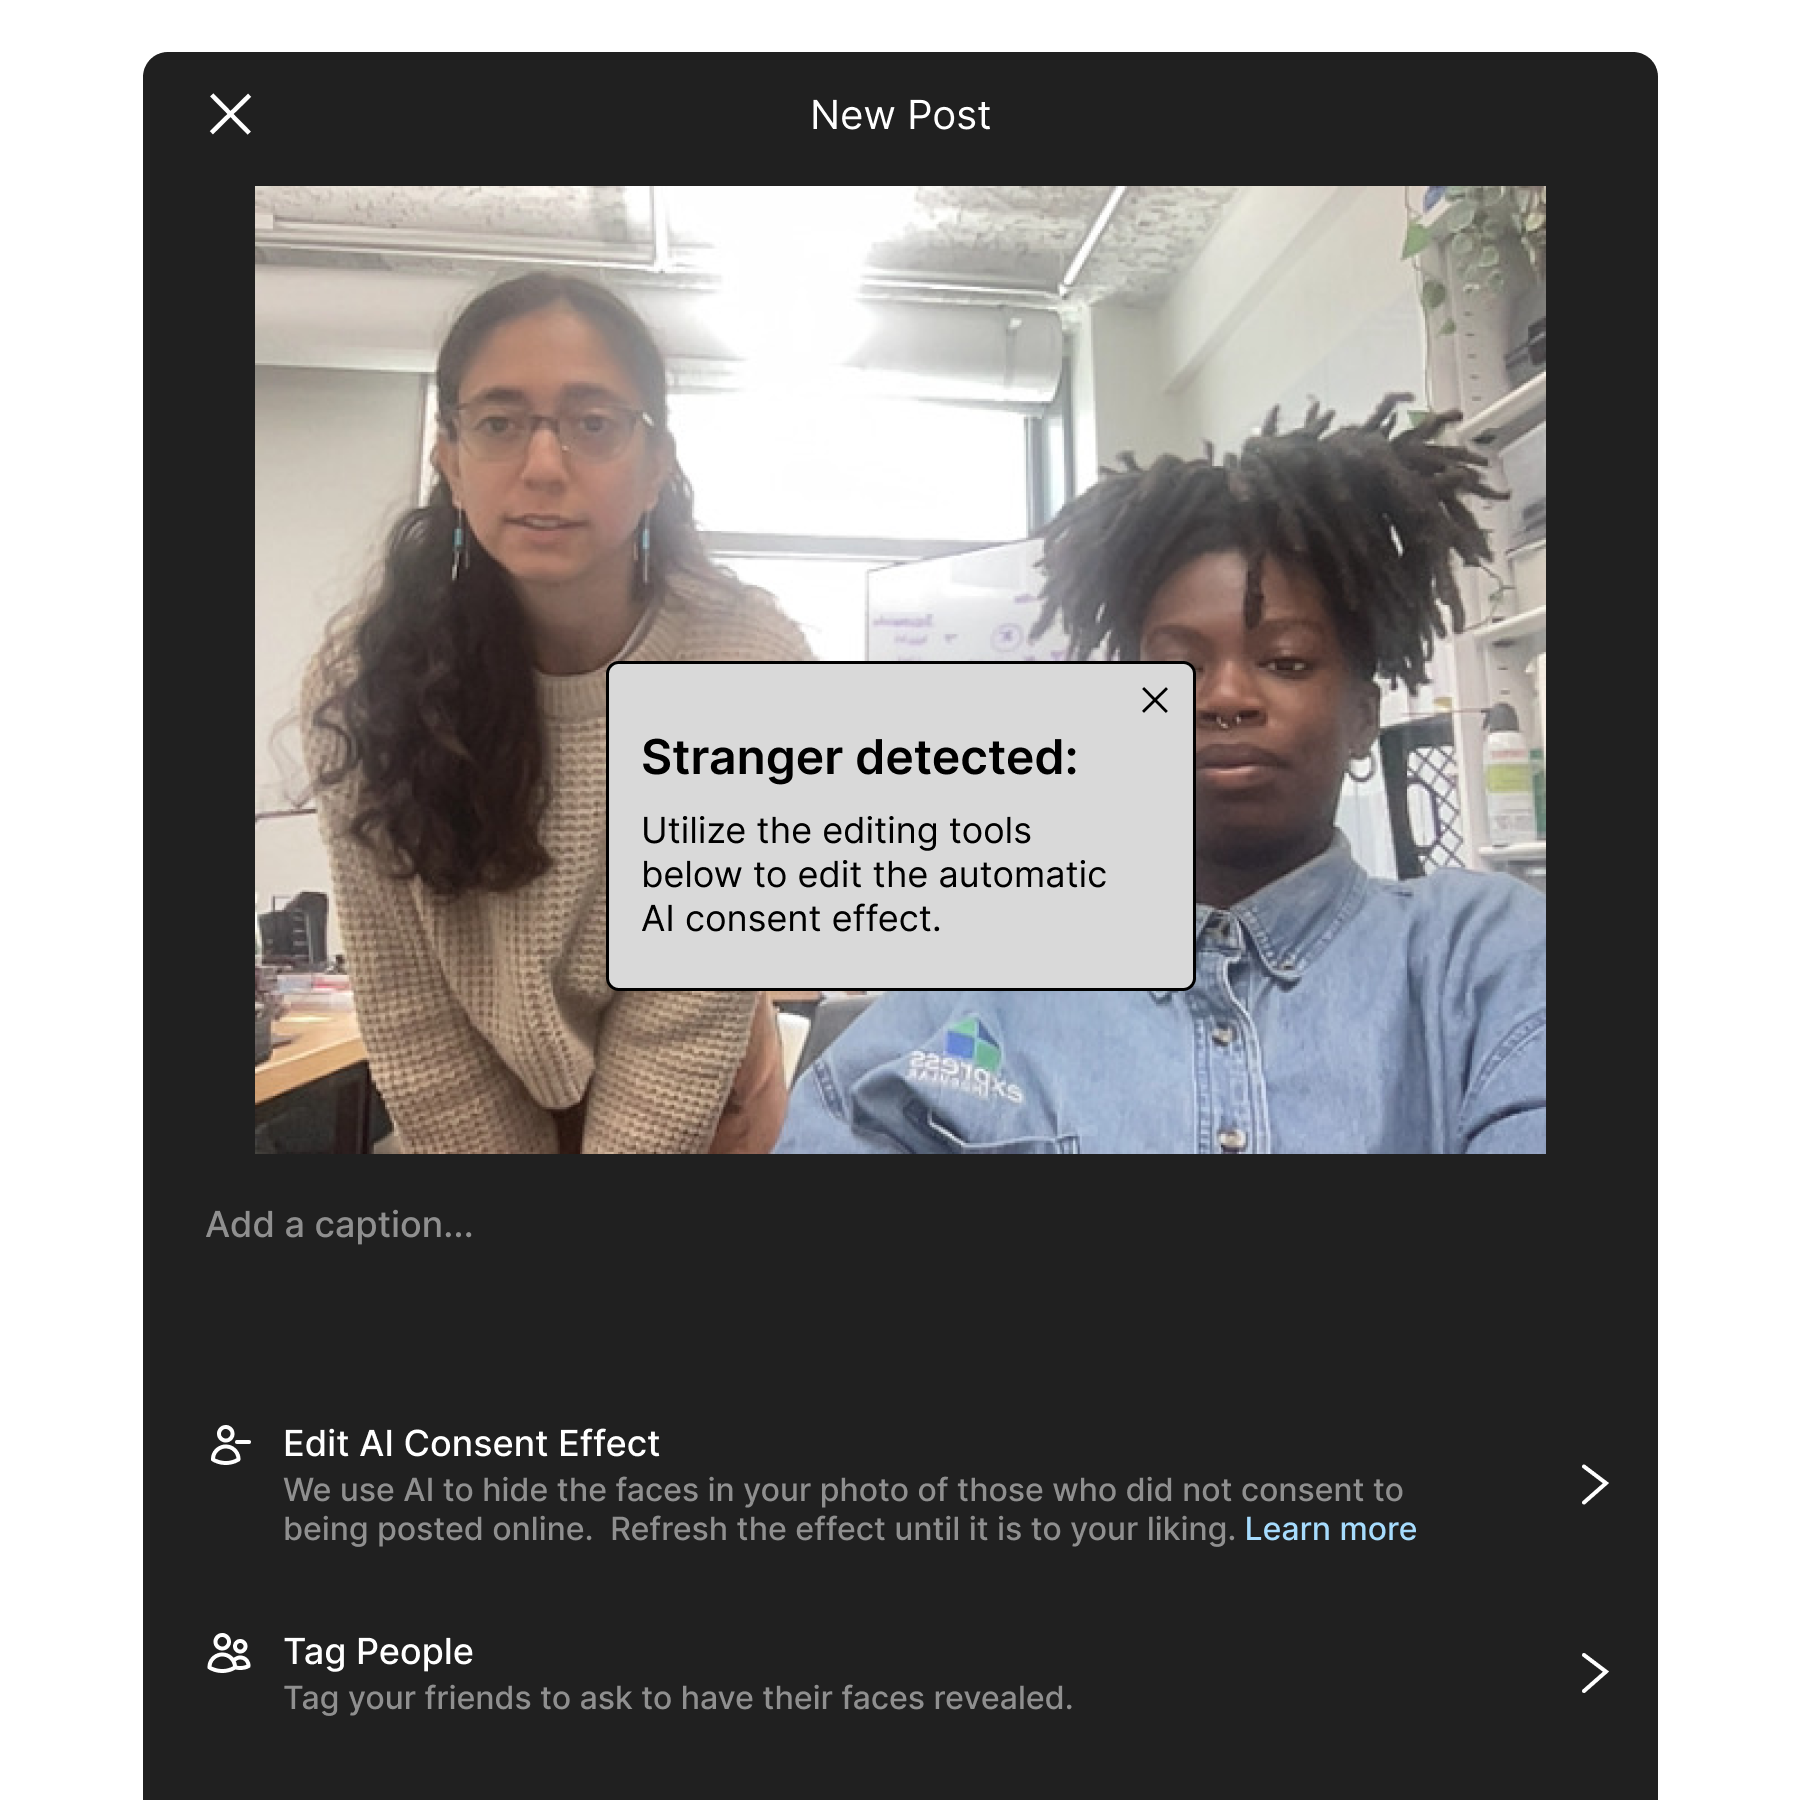 New Post
Stranger detected:
Utilize the editing tools
below to edit the automatic
AI consent effect.
express
Add a caption...
Edit AI Consent Effect
We use AI to hide the faces in your photo of those who did not consent to
being posted online.  Refresh the effect until it is to your liking. Learn more
Tag People
Tag your friends to ask to have their faces revealed.